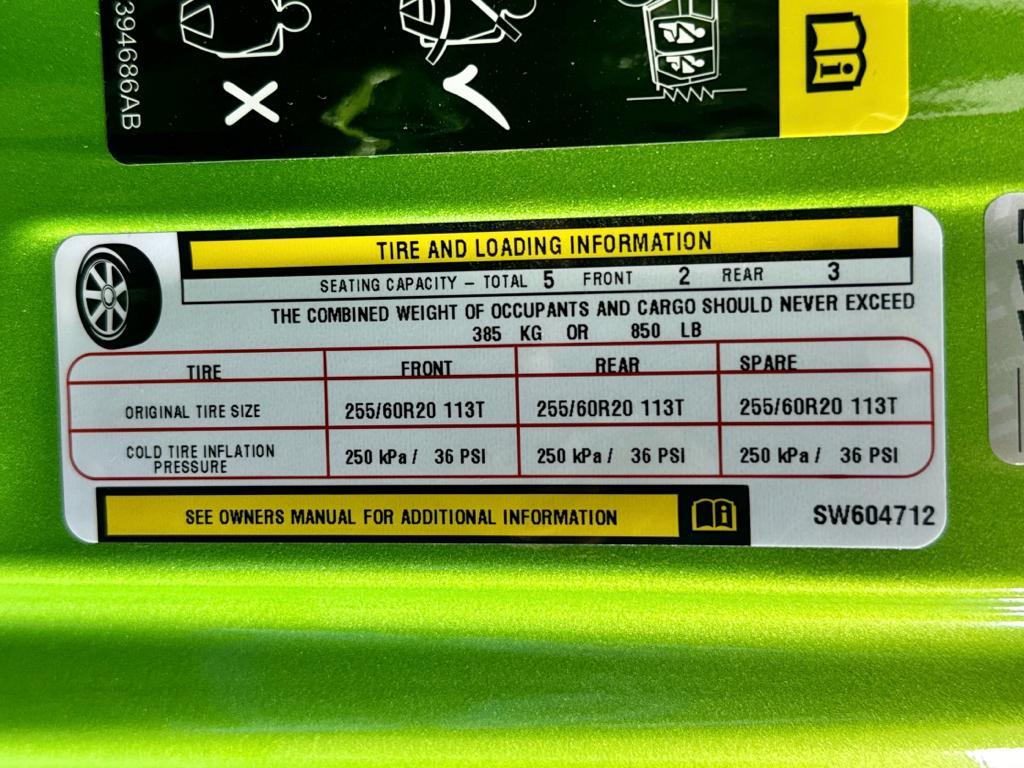 394686AB
TIRE AND LOADING INFORMATION
SEATING CAPACITY – TOTAL 5 FRONT 2 REAR 3
THE COMBINED WEIGHT OF OCCUPANTS AND CARGO SHOULD NEVER EXCEED
385 KG OR 850 LB
TIRE FRONT REAR SPARE
ORIGINAL TIRE SIZE 255/60R20 113T 255/60R20 113T 255/60R20 113T
COLD TIRE INFLATION PRESSURE 250 kPa / 36 PSI 250 kPa / 36 PSI 250 kPa / 36 PSI
SEE OWNERS MANUAL FOR ADDITIONAL INFORMATION
SW604712